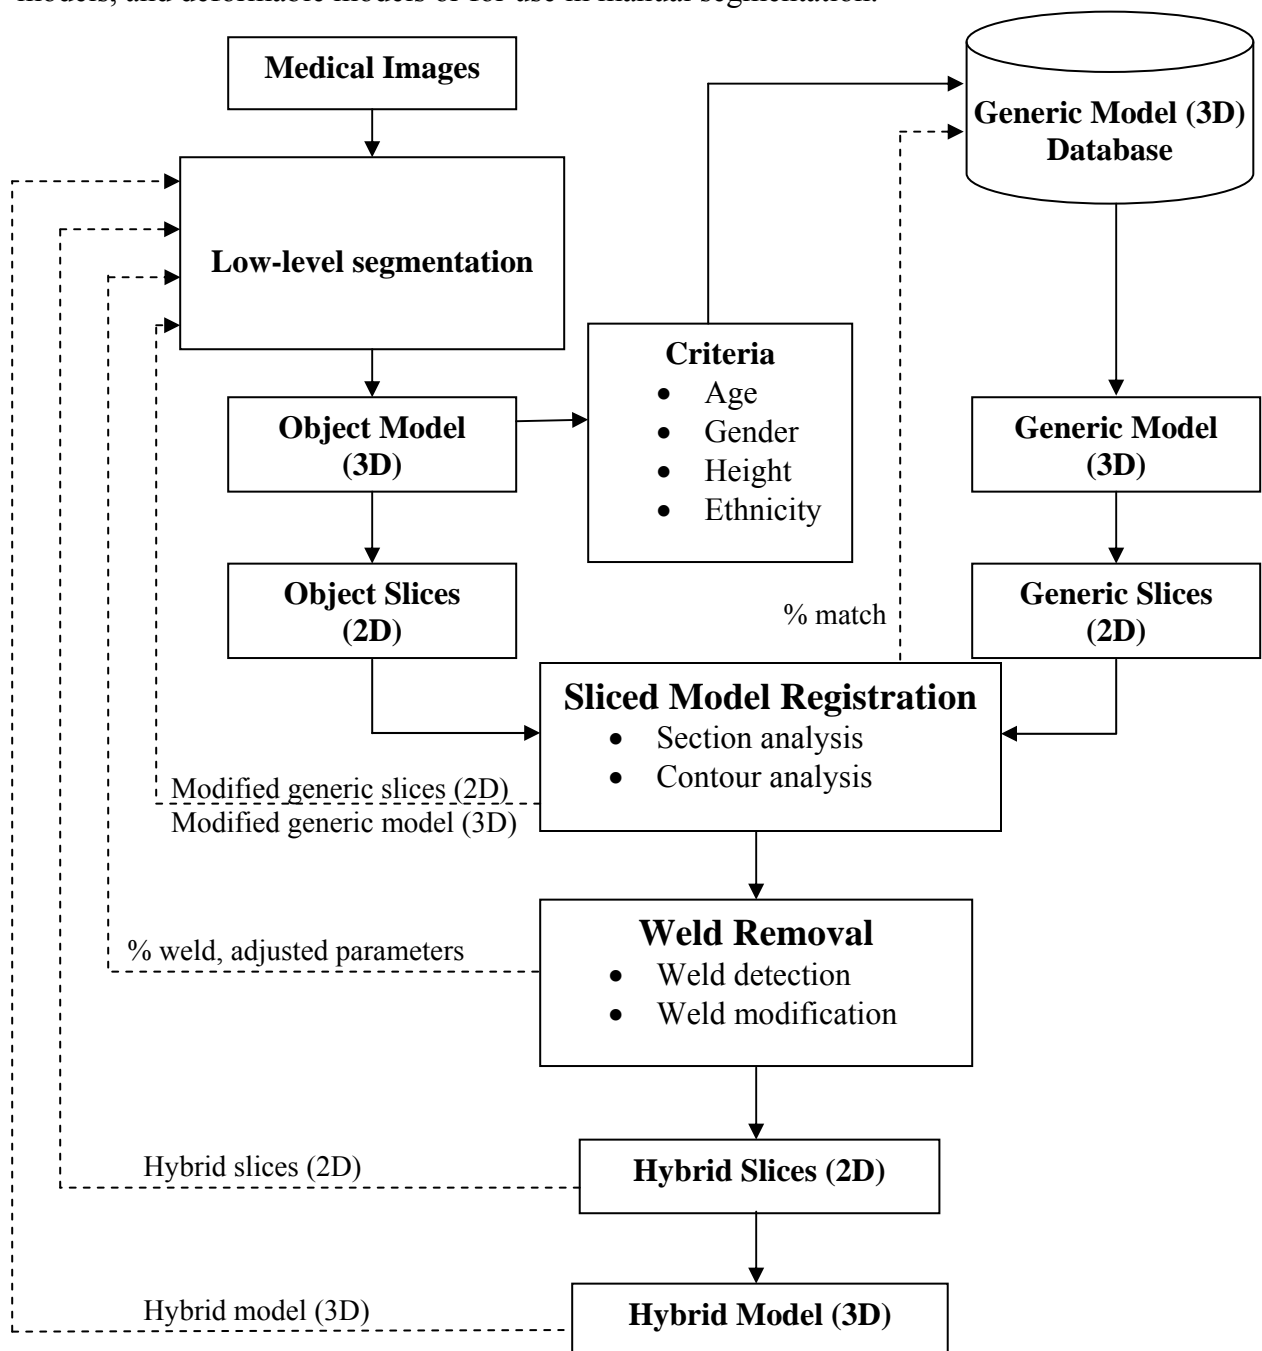 models, and deformable models or for use in manual segmentation.
Medical Images
Generic Model (3D)
Database
Low-level segmentation
Criteria
• Age
• Gender
• Height
• Ethnicity
Object Model
(3D)
Generic Model
(3D)
Object Slices
(2D)
Generic Slices
(2D)
% match
Sliced Model Registration
• Section analysis
• Contour analysis
Modified generic slices (2D)
Modified generic model (3D)
Weld Removal
• Weld detection
• Weld modification
% weld, adjusted parameters
Hybrid slices (2D)
Hybrid Slices (2D)
Hybrid model (3D)
Hybrid Model (3D)